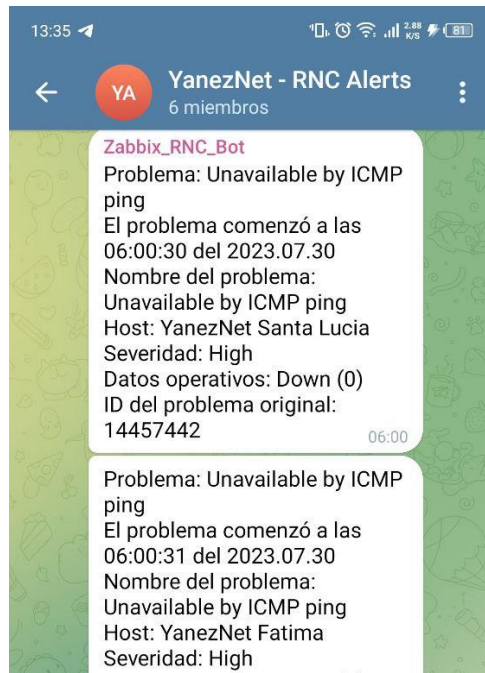 13:35
2.88
K/S
81
YA
YanezNet - RNC Alerts
6 miembros
Zabbix_RNC_Bot
Problema: Unavailable by ICMP
ping
El problema comenzó a las
06:00:30 del 2023.07.30
Nombre del problema:
Unavailable by ICMP ping
Host: YanezNet Santa Lucia
Severidad: High
Datos operativos: Down (0)
ID del problema original:
14457442
06:00
Problema: Unavailable by ICMP
ping
El problema comenzó a las
06:00:31 del 2023.07.30
Nombre del problema:
Unavailable by ICMP ping
Host: YanezNet Fatima
Severidad: High